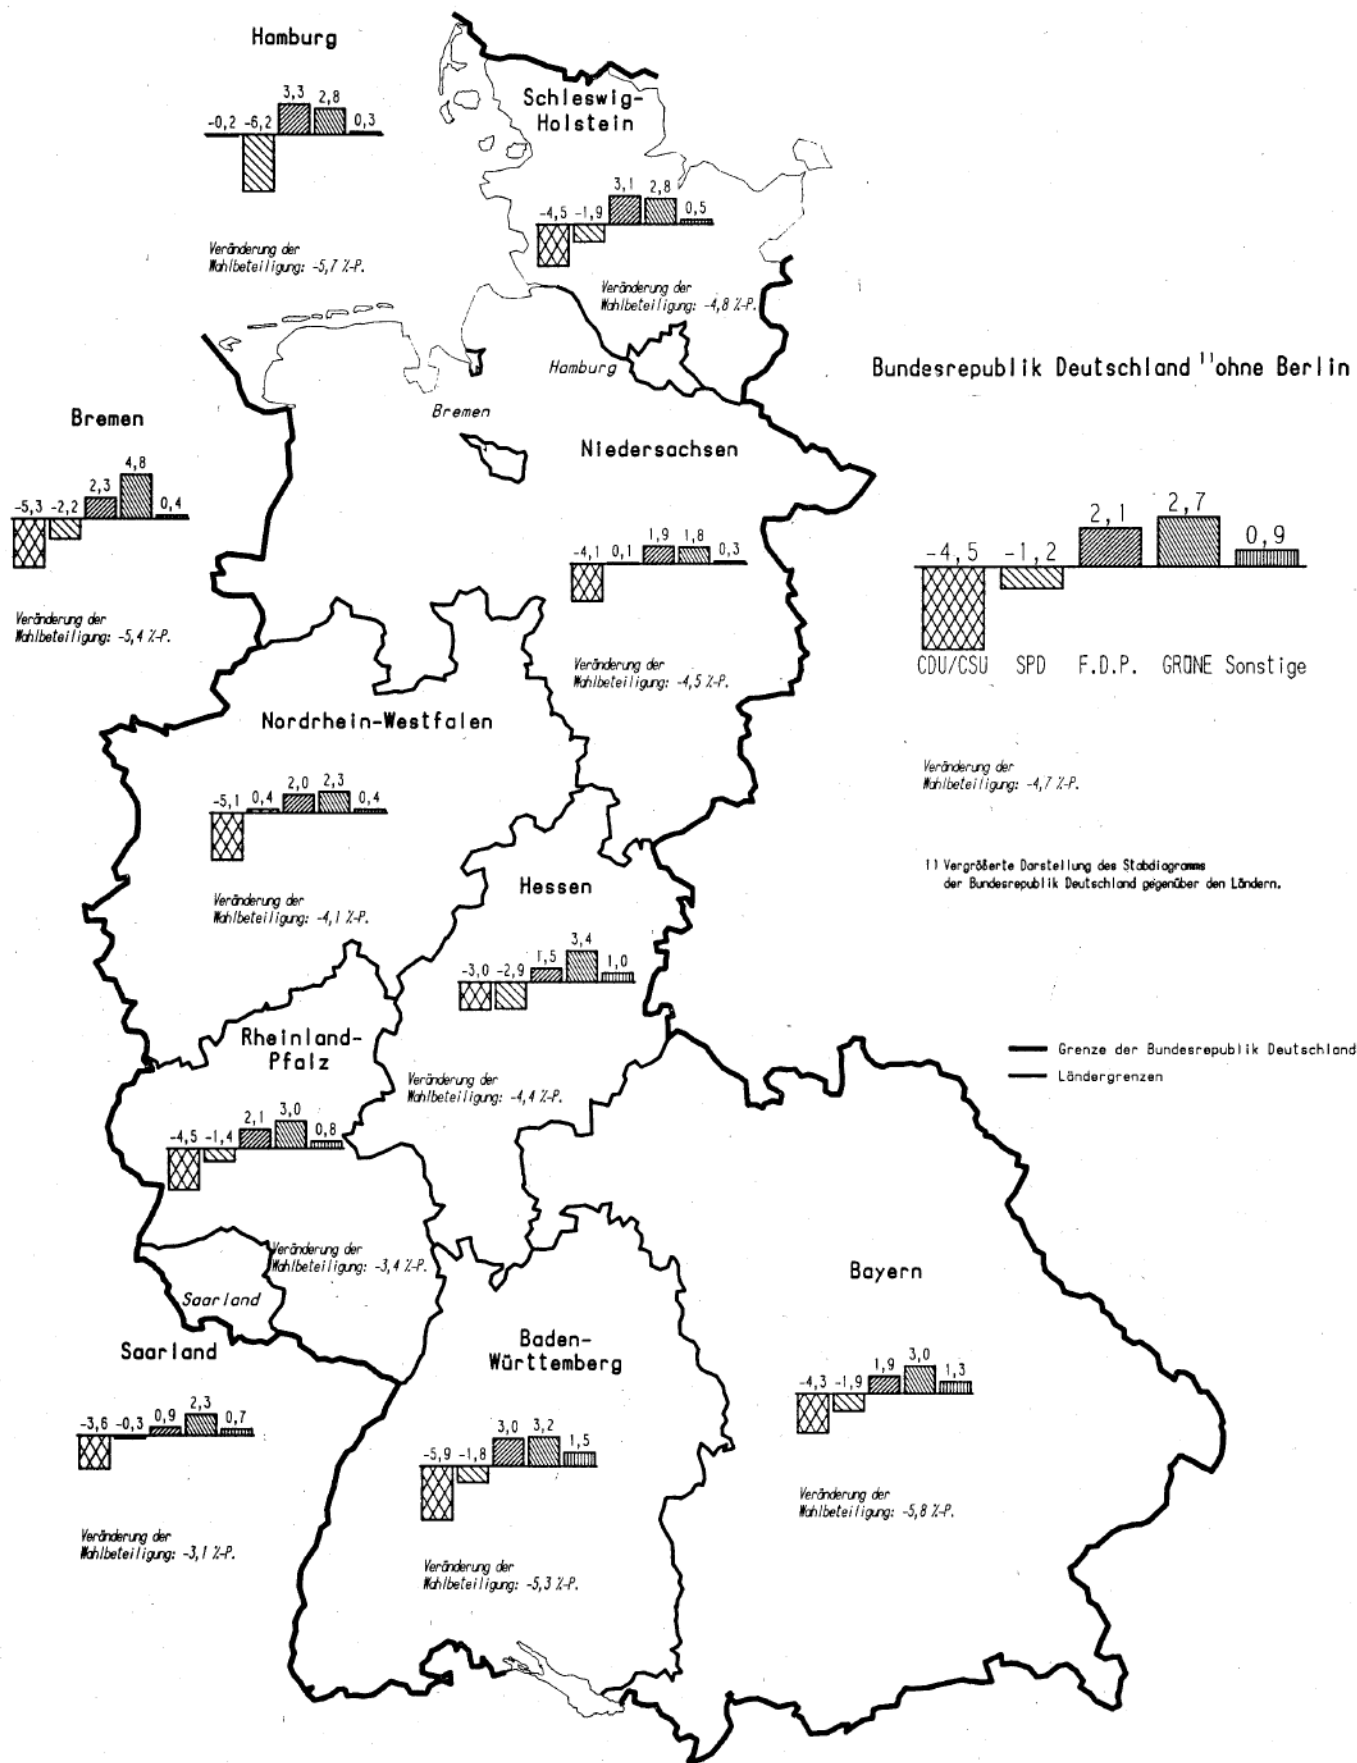 Hamburg
3,3 2,8
-0,2 -6,2 0,3
Veränderung der
Wahlbeteiligung: -5,7 %-P.
Schleswig-
Holstein
3,1 2,8
-4,5 -1,9 0,5
Veränderung der
Wahlbeteiligung: -4,8 %-P.
Hamburg
Bundesrepublik Deutschland 1) ohne Berlin
Bremen
4,8
2,3
-5,3 -2,2 0,4
Veränderung der
Wahlbeteiligung: -5,4 %-P.
Bremen
Niedersachsen
1,9 1,8
-4,1 0,1 0,3
Veränderung der
Wahlbeteiligung: -4,5 %-P.
2,1 2,7
-4,5 -1,2 0,9
CDU/CSU SPD F.D.P. GRÜNE Sonstige
Veränderung der
Wahlbeteiligung: -4,7 %-P.
1) Vergrößerte Darstellung des Stabdiagramms
der Bundesrepublik Deutschland gegenüber den Ländern.
Nordrhein-Westfalen
2,0 2,3
-5,1 0,4 0,4
Veränderung der
Wahlbeteiligung: -4,1 %-P.
Hessen
3,4
-3,0 -2,9 1,5 1,0
Veränderung der
Wahlbeteiligung: -4,4 %-P.
Grenze der Bundesrepublik Deutschland
Ländergrenzen
Rheinland-
Pfalz
2,1 3,0
-4,5 -1,4 0,8
Veränderung der
Wahlbeteiligung: -3,4 %-P.
Saarland
Saarland
2,3
-3,6 -0,3 0,9 0,7
Veränderung der
Wahlbeteiligung: -3,1 %-P.
Baden-
Württemberg
3,0 3,2
-5,9 -1,8 1,5
Veränderung der
Wahlbeteiligung: -5,3 %-P.
Bayern
1,9 3,0
-4,3 -1,9 1,3
Veränderung der
Wahlbeteiligung: -5,8 %-P.